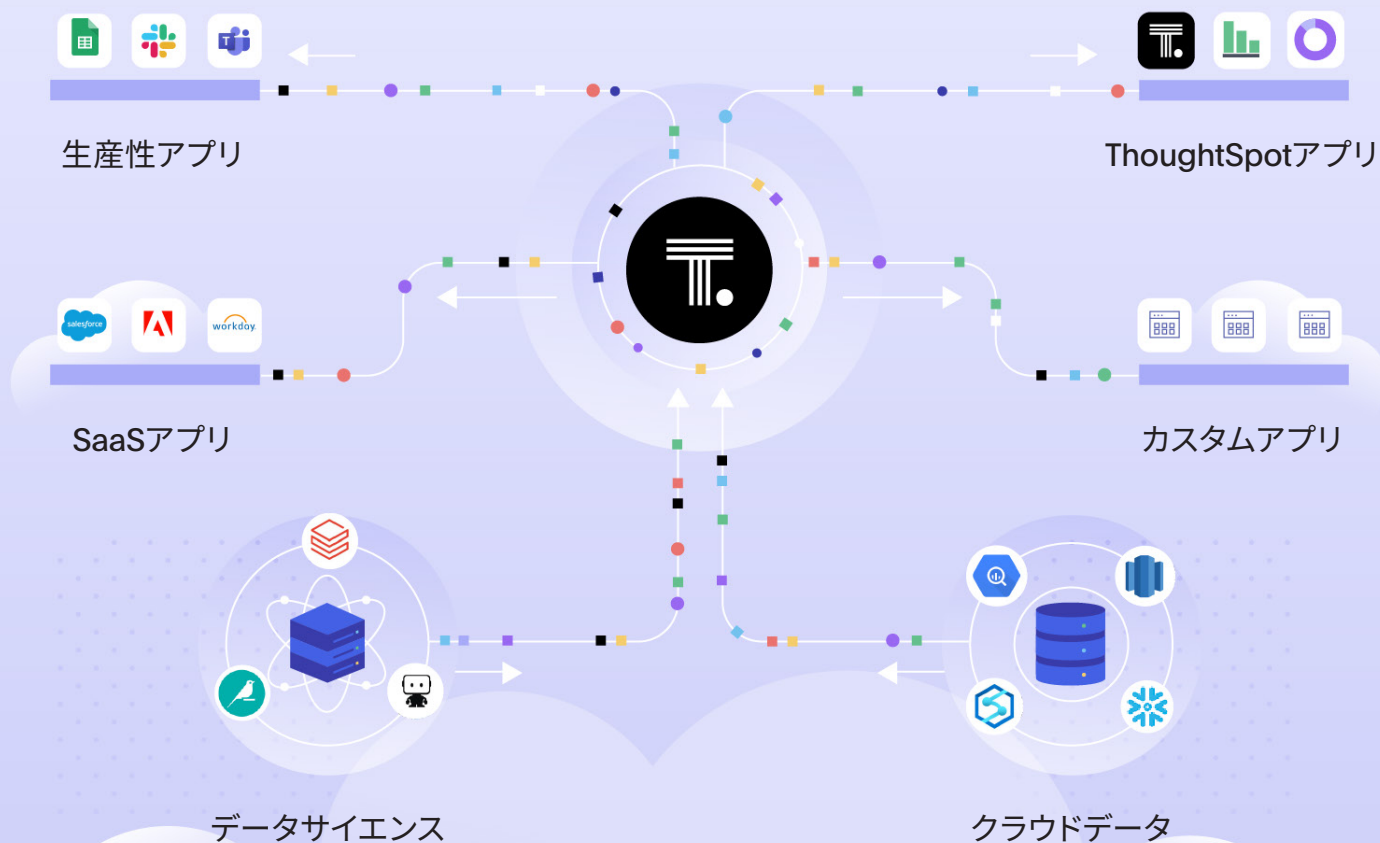 生産性アプリ
ThoughtSpotアプリ
salesforce
workday.
SaaSアプリ
カスタムアプリ
データサイエンス
クラウドデータ